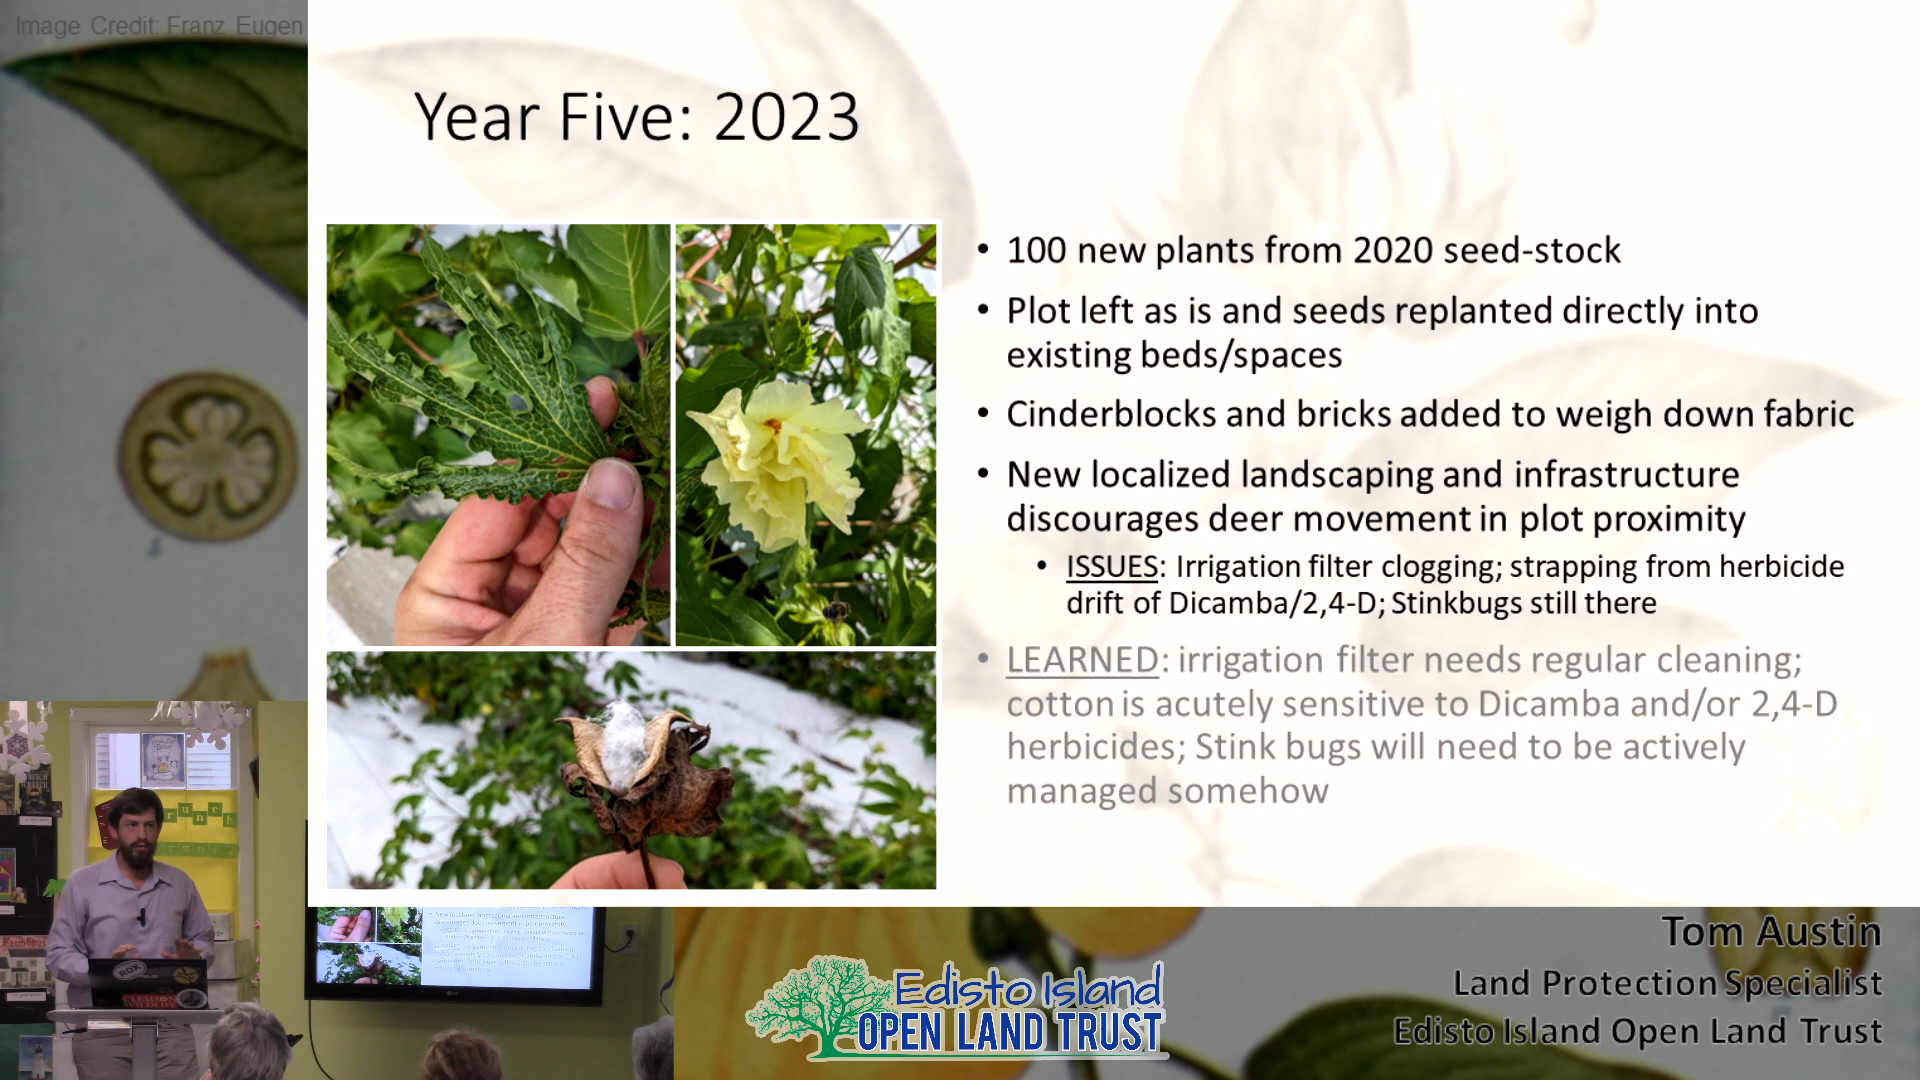 Image Credit: Franz Eugen
Year Five: 2023
• 100 new plants from 2020 seed-stock
• Plot left as is and seeds replanted directly into
existing beds/spaces
• Cinderblocks and bricks added to weigh down fabric
• New localized landscaping and infrastructure
discourages deer movement in plot proximity
• ISSUES: Irrigation filter clogging; strapping from herbicide
drift of Dicamba/2,4-D; Stinkbugs still there
• LEARNED: irrigation filter needs regular cleaning;
cotton is acutely sensitive to Dicamba and/or 2,4-D
herbicides; Stink bugs will need to be actively
managed somehow
Edisto Island
OPEN LAND TRUST
Tom Austin
Land Protection Specialist
Edisto Island Open Land Trust
CLEMSON